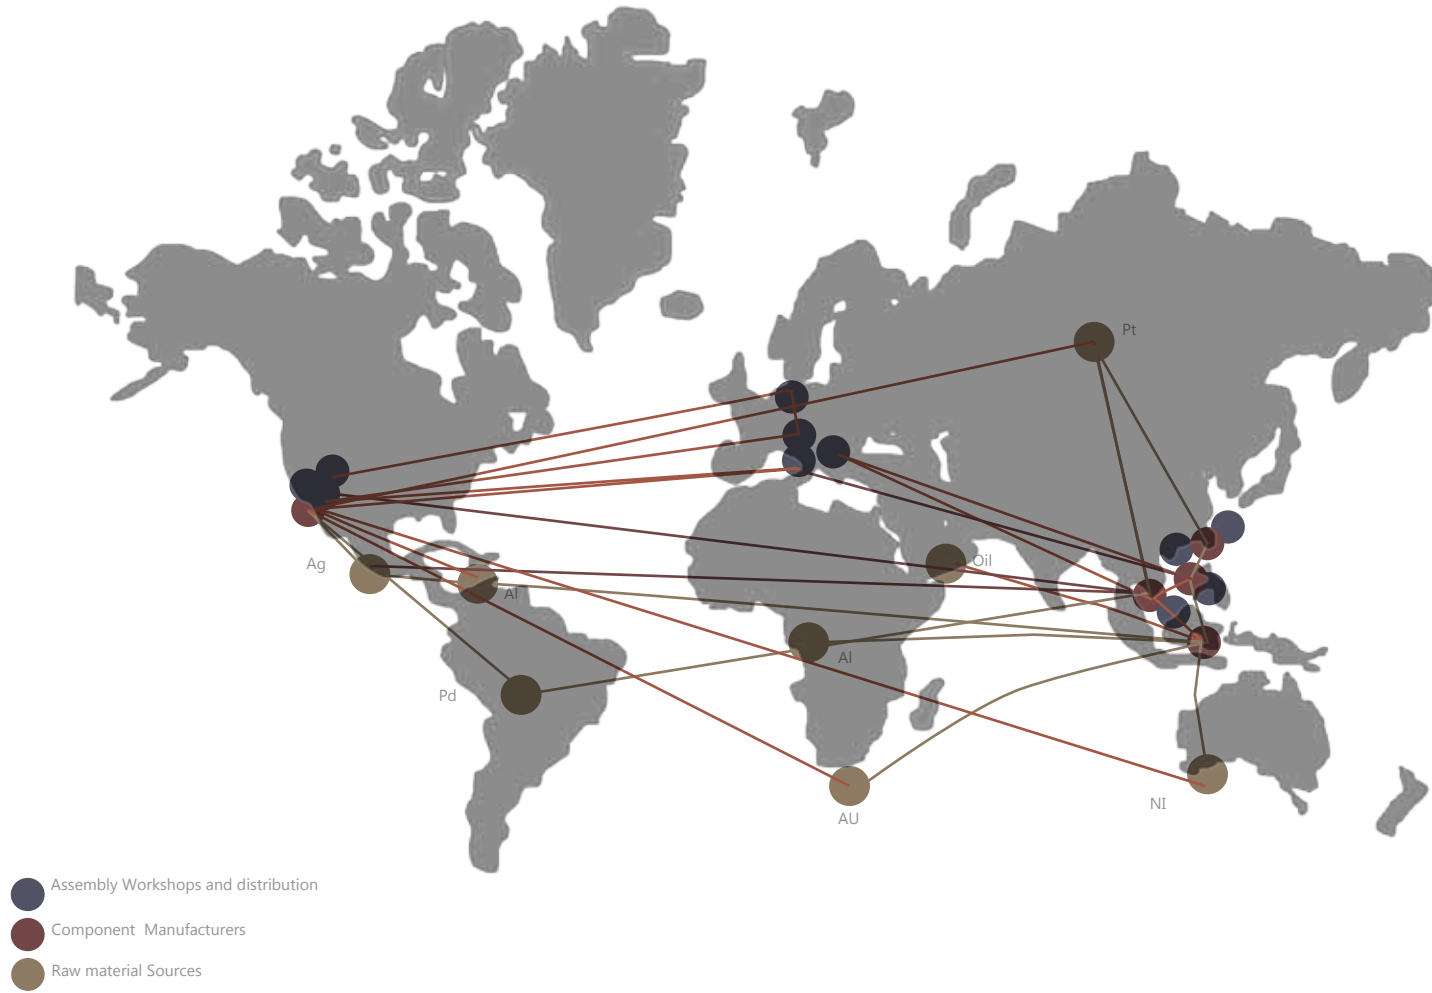 Pt
Oil
Ag
Al
Al
Pd
NI
AU
Assembly Workshops and distribution
Component  Manufacturers
Raw material Sources